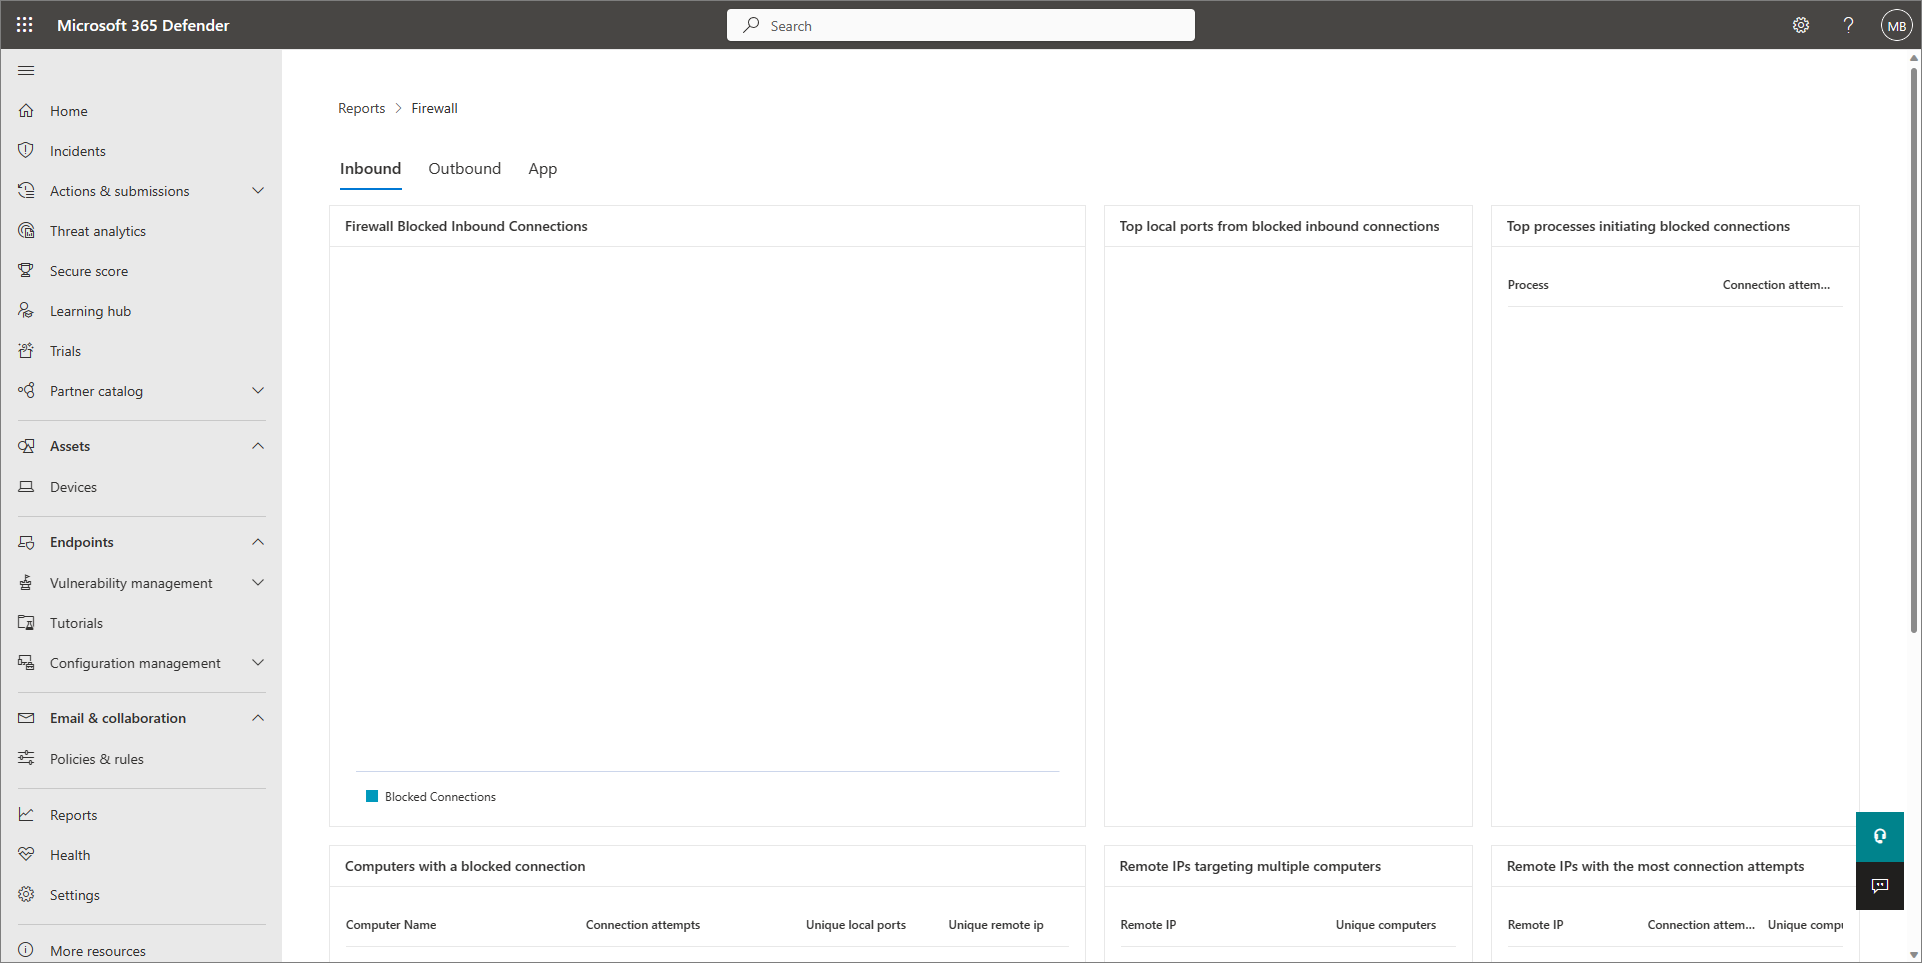 Microsoft 365 Defender
Search
MB
Home
Incidents
Actions & submissions
Threat analytics
Secure score
Learning hub
Trials
Partner catalog
Assets
Devices
Endpoints
Vulnerability management
Tutorials
Configuration management
Email & collaboration
Policies & rules
Reports
Health
Settings
More resources
Reports > Firewall
Inbound Outbound App
Firewall Blocked Inbound Connections
Blocked Connections
Top local ports from blocked inbound connections
Top processes initiating blocked connections
Process Connection attem...
Computers with a blocked connection
Computer Name Connection attempts Unique local ports Unique remote ip
Remote IPs targeting multiple computers
Remote IP Unique computers
Remote IPs with the most connection attempts
Remote IP Connection attem... Unique compu